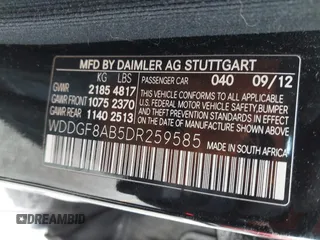 MFD BY DAIMLER AG STUTTGART
KG LBS PASSENGER CAR 040 09/12
GVWR 2185 4817
GAWR FRONT 1075 2370
GAWR REAR 1140 2513
THIS VEHICLE CONFORMS TO ALL APPLICABLE
U.S. FEDERAL MOTOR VEHICLE SAFETY, BUMPER,
AND THEFT PREVENTION STANDARDS IN EFFECT
ON THE DATE OF MANUFACTURE SHOWN ABOVE.
WDDGF8AB5DR259585
MADE IN SOUTH AFRICA
DREAMBID